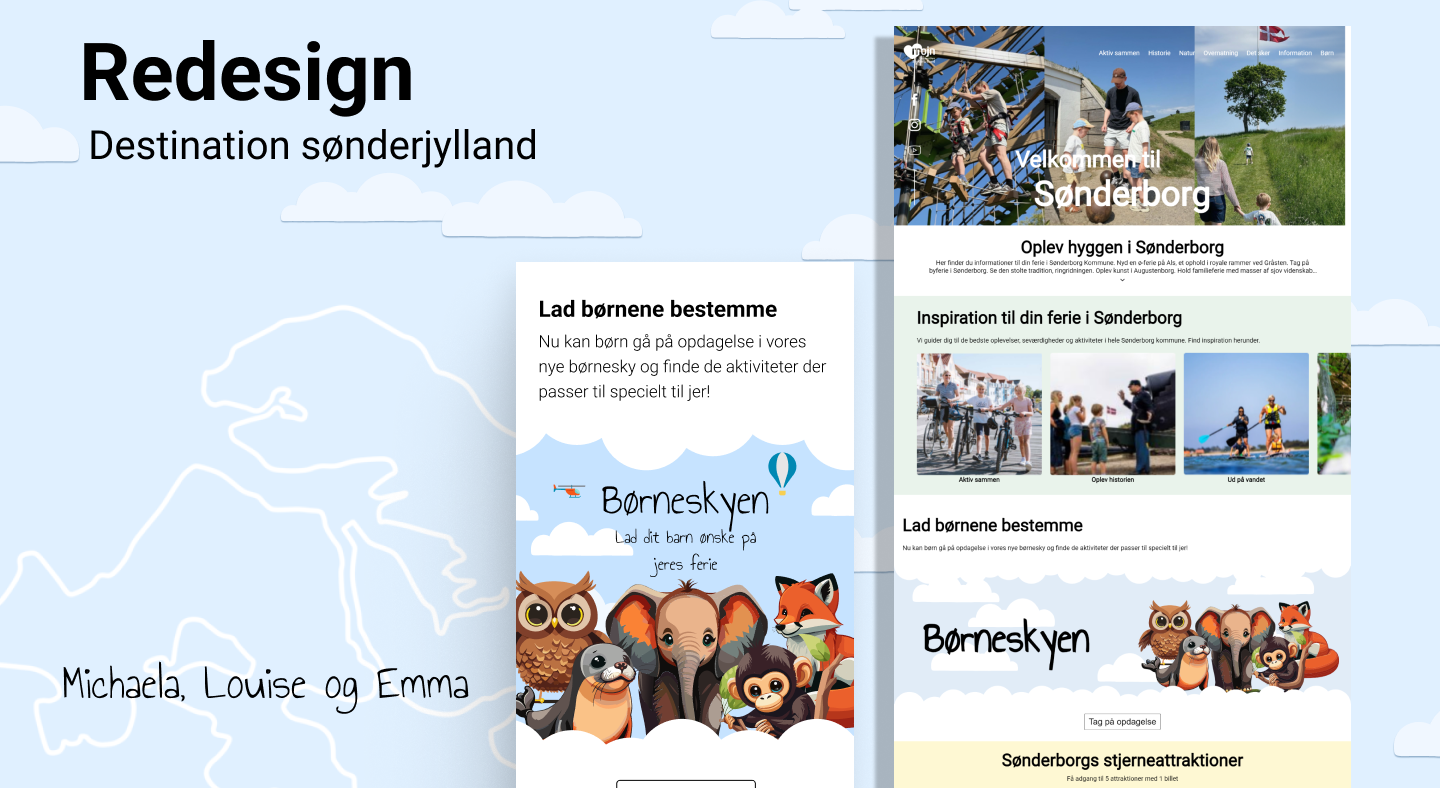 Redesign
Destination sønderjylland
Michaela, Louise og Emma
Lad børnene bestemme
Nu kan børn gå på opdagelse i vores
nye børnesky og finde de aktiviteter der
passer til specielt til jer!
Børneskyen
Lad dit barn ønske på
jeres ferie
mojn
Aktiv sammen Historie Natur Overnatning Det sker Information Børn
Velkommen til
Sønderborg
Oplev hyggen i Sønderborg
Her finder du informationer til din ferie i Sønderborg Kommune. Nyd en ø-ferie på Als, et ophold i royale rammer ved Gråsten. Tag på
byferie i Sønderborg. Se den stolte tradition, ringridningen. Oplev kunst i Augustenborg. Hold familieferie med masser af sjov videnskab...
Inspiration til din ferie i Sønderborg
Vi guider dig til de bedste oplevelser, seværdigheder og aktiviteter i hele Sønderborg kommune. Find inspiration herunder.
Aktiv sammen Oplev historien Ud på vandet
Lad børnene bestemme
Nu kan børn gå på opdagelse i vores nye børnesky og finde de aktiviteter der passer til specielt til jer!
Børneskyen
Tag på opdagelse
Sønderborgs stjerneattraktioner
Få adgang til 5 attraktioner med 1 billet